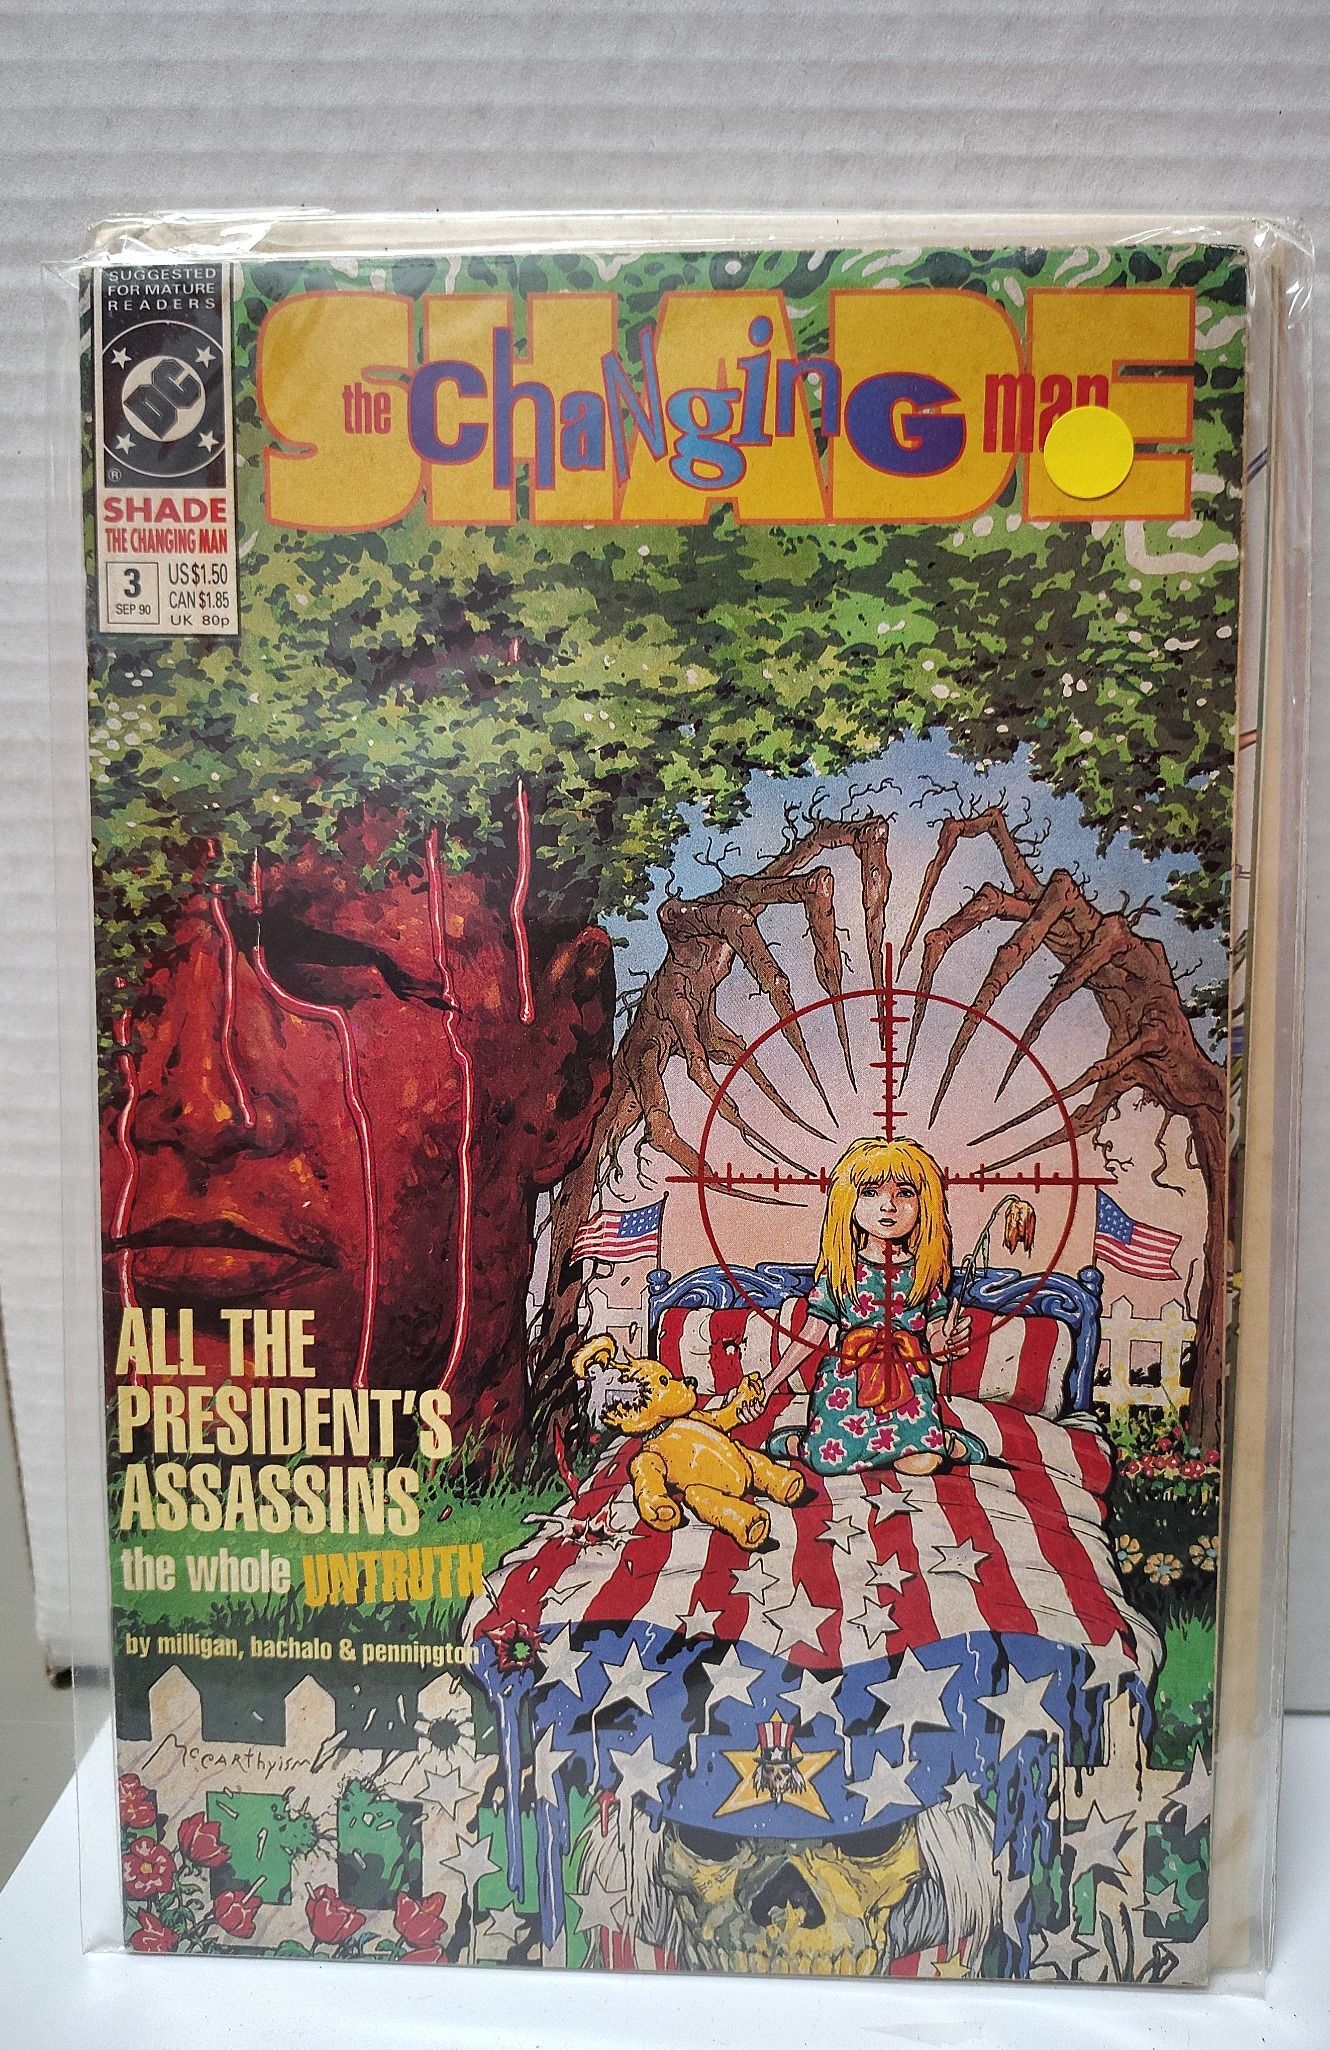 SUGGESTED
FOR MATURE
READERS
DC
®
SHADE
THE CHANGING MAN
3
SEP 90
US $1.50
CAN $1.85
UK 80p
SHADE
the changing man
TM
ALL THE
PRESIDENT'S
ASSASSINS
the whole UNTRUTH
by milligan, bachalo & pennington
McCarthyism